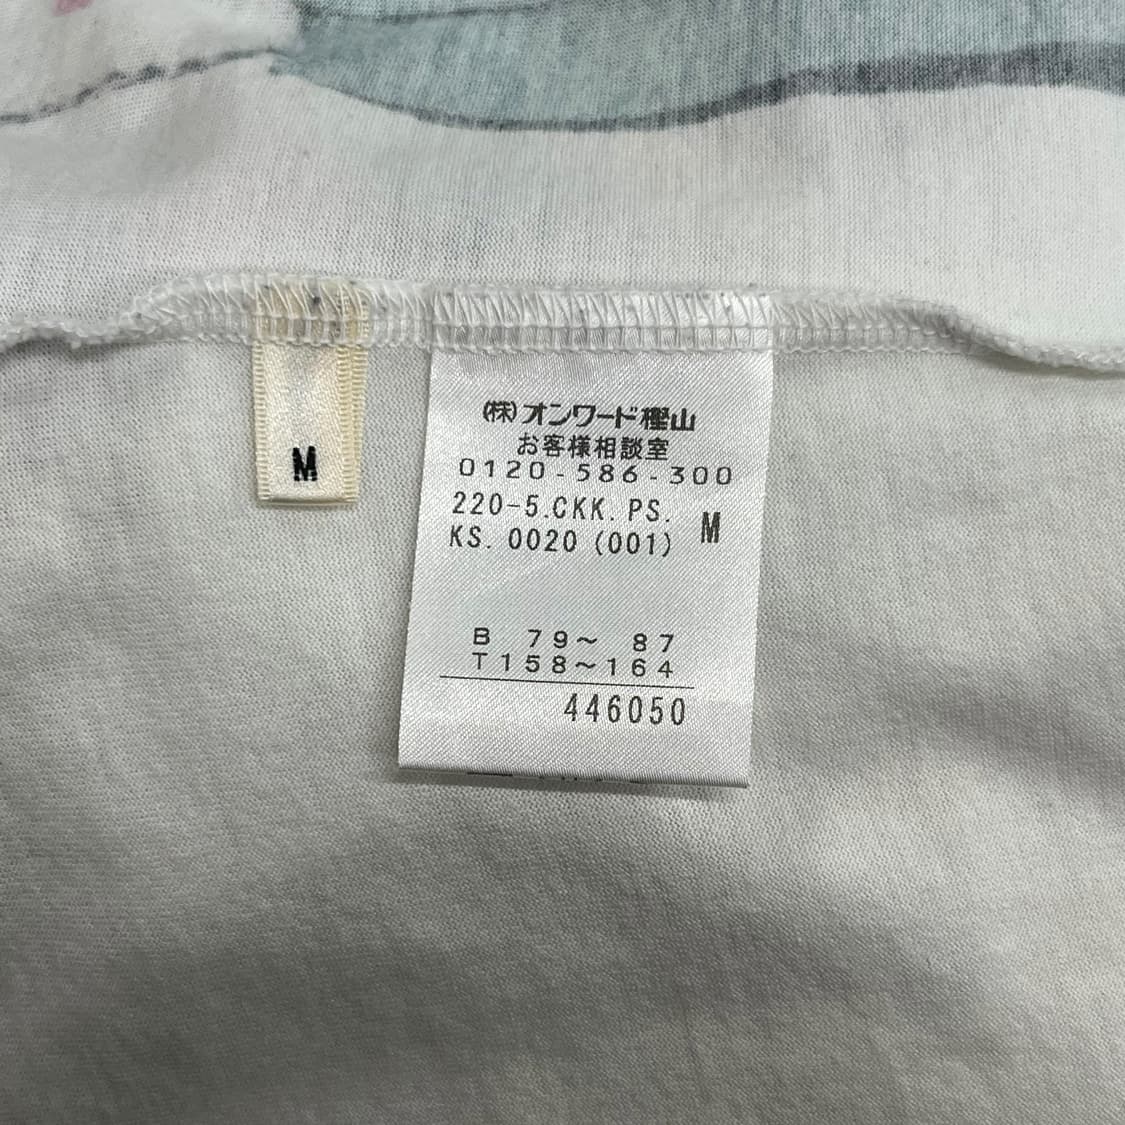 M
(株)オンワード樫山
お客様相談室
0120-586-300
220-5.CKK.PS.
KS.0020 (001) M
B 79～ 87
T158～164
446050